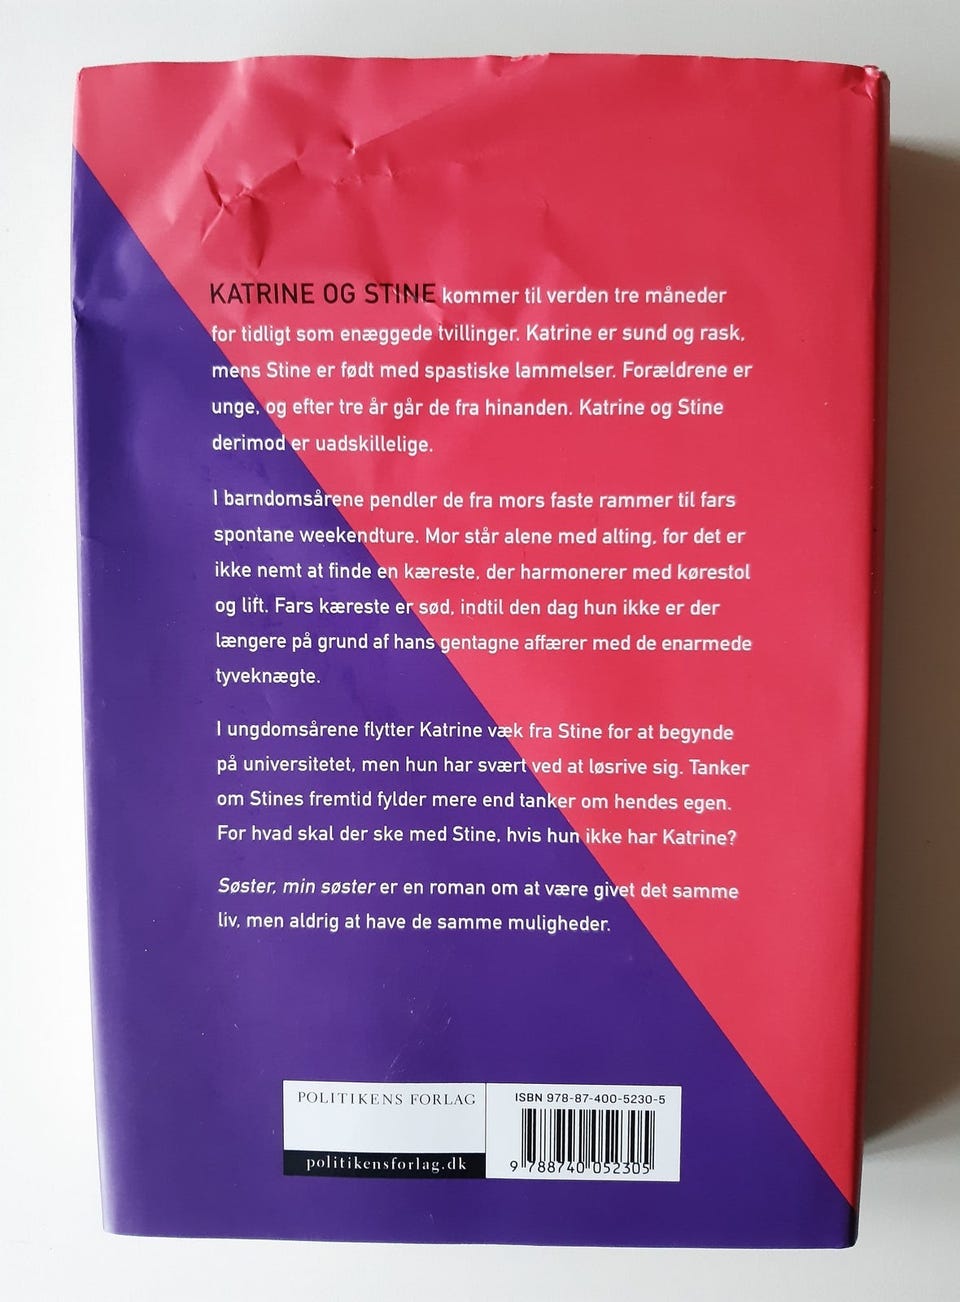 KATRINE OG STINE kommer til verden tre måneder
for tidligt som enæggede tvillinger. Katrine er sund og rask,
mens Stine er født med spastiske lammelser. Forældrene er
unge, og efter tre år går de fra hinanden. Katrine og Stine
derimod er uadskillelige.
I barndomsårene pendler de fra mors faste rammer til fars
spontane weekendture. Mor står alene med alting, for det er
ikke nemt at finde en kæreste, der harmonerer med kørestol
og lift. Fars kæreste er sød, indtil den dag hun ikke er der
længere på grund af hans gentagne affærer med de enarmede
tyveknægte.
I ungdomsårene flytter Katrine væk fra Stine for at begynde
på universitetet, men hun har svært ved at løsrive sig. Tanker
om Stines fremtid fylder mere end tanker om hendes egen.
For hvad skal der ske med Stine, hvis hun ikke har Katrine?
Søster, min søster er en roman om at være givet det samme
liv, men aldrig at have de samme muligheder.
POLITIKENS FORLAG
politikensforlag.dk
ISBN 978-87-400-5230-5
9 788740 052305